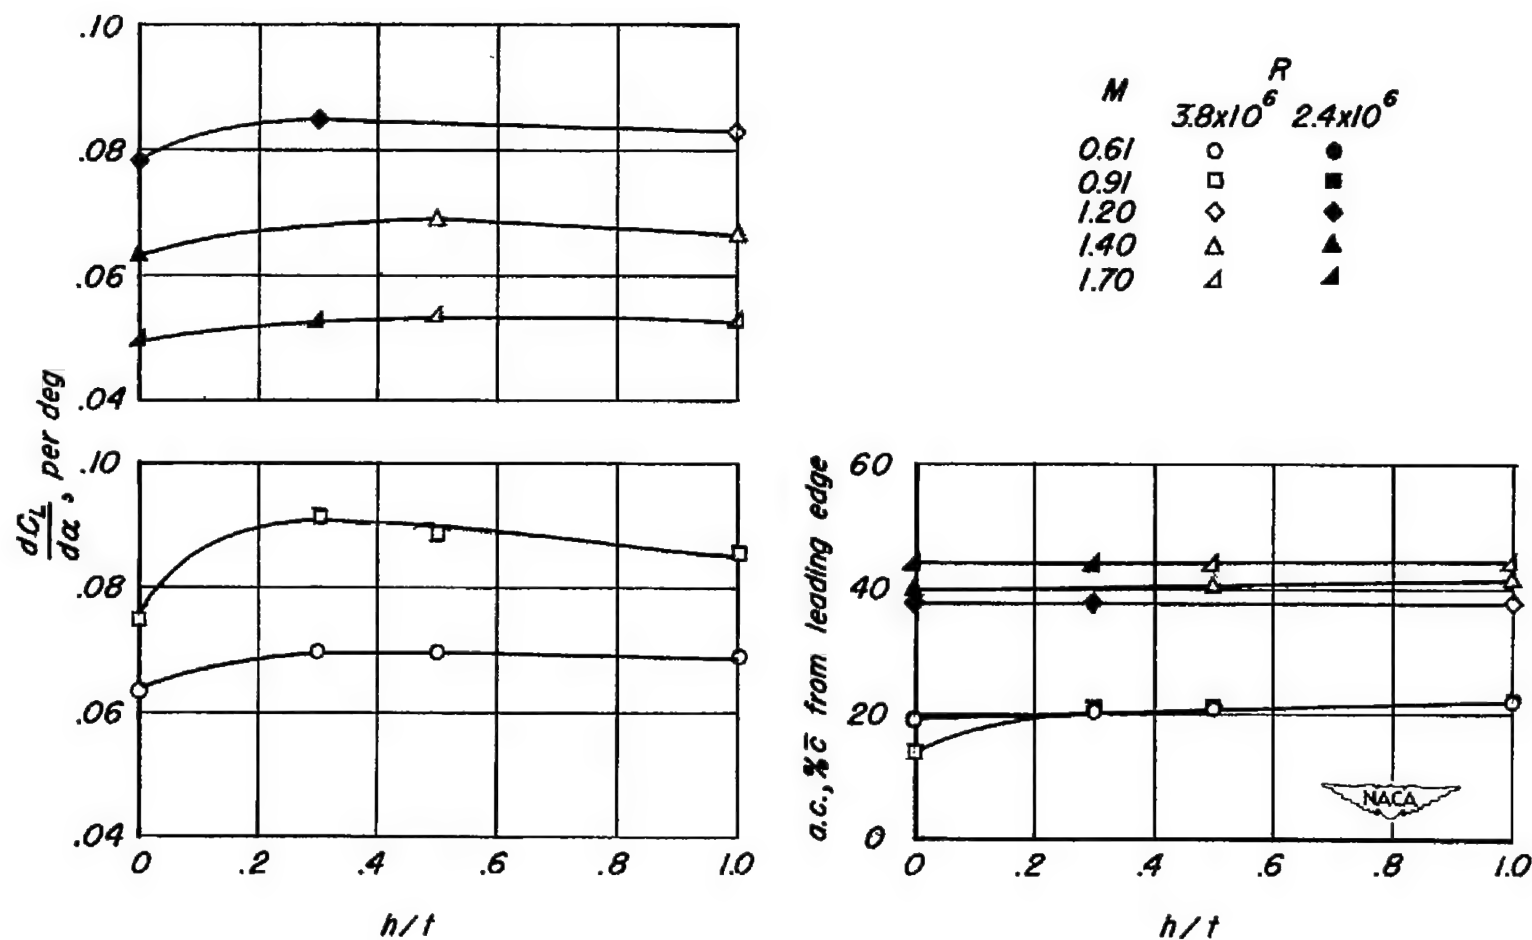 .10
.08
.06
.04
.10
.08
.06
.04
dC_L/dα, per deg
0 .2 .4 .6 .8 1.0
h/t
M R
3.8x10^6 2.4x10^6
0.61
0.91
1.20
1.40
1.70
60
40
20
0
a.c., % c̅ from leading edge
NACA
0 .2 .4 .6 .8 1.0
h/t